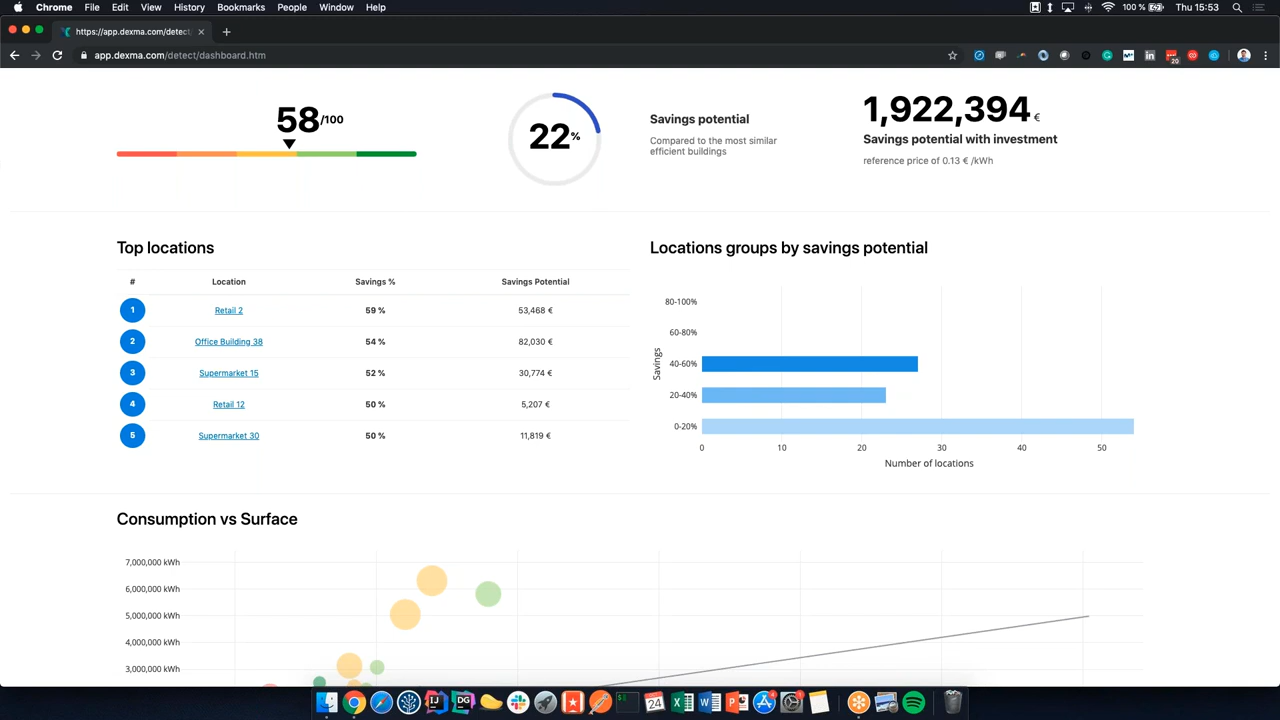 Chrome File Edit View History Bookmarks People Window Help 100 % Thu 15:53
https://app.dexma.com/detect/
app.dexma.com/detect/dashboard.htm
20
58/100
22%
Savings potential
Compared to the most similar
efficient buildings
1,922,394 €
Savings potential with investment
reference price of 0.13 € /kWh
Top locations
# Location Savings % Savings Potential
1 Retail 2 59 % 53,468 €
2 Office Building 38 54 % 82,030 €
3 Supermarket 15 52 % 30,774 €
4 Retail 12 50 % 5,207 €
5 Supermarket 30 50 % 11,819 €
Locations groups by savings potential
80-100%
60-80%
40-60%
20-40%
0-20%
Savings
0 10 20 30 40 50
Number of locations
Consumption vs Surface
7,000,000 kWh
6,000,000 kWh
5,000,000 kWh
4,000,000 kWh
3,000,000 kWh
IJ DG 24